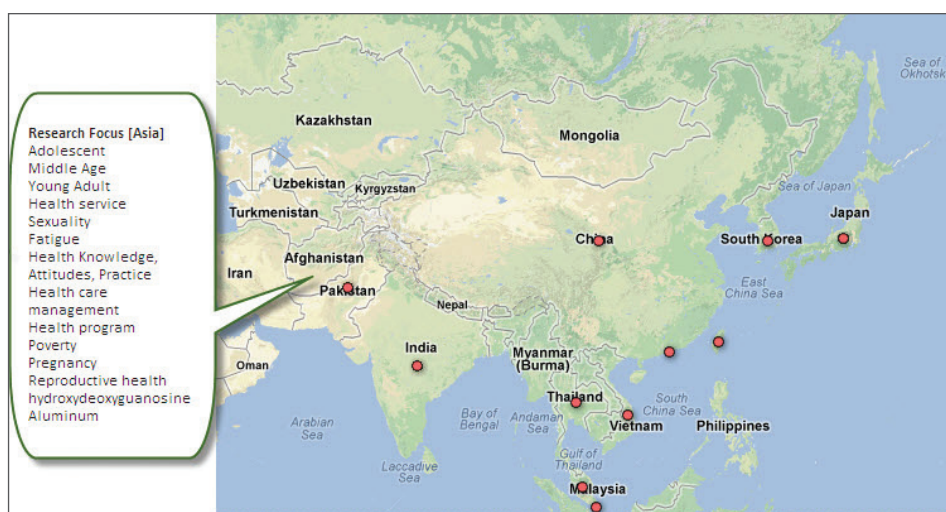 Research Focus [Asia]
Adolescent
Middle Age
Young Adult
Health service
Sexuality
Fatigue
Health Knowledge,
Attitudes, Practice
Health care
management
Health program
Poverty
Pregnancy
Reproductive health
hydroxydeoxyguanosine
Aluminum
Sea of
Okhotsk
Kazakhstan
Mongolia
Uzbekistan
Kyrgyzstan
Sea of Japan
Turkmenistan
Japan
China
South Korea
Afghanistan
Iran
East
China Sea
Pakistan
Nepal
India
Myanmar
(Burma)
Oman
Thailand
South
China Sea
Arabian
Sea
Bay of
Bengal
Andaman
Sea
Vietnam
Philippines
Gulf of
Thailand
Laccadive
Sea
Malaysia